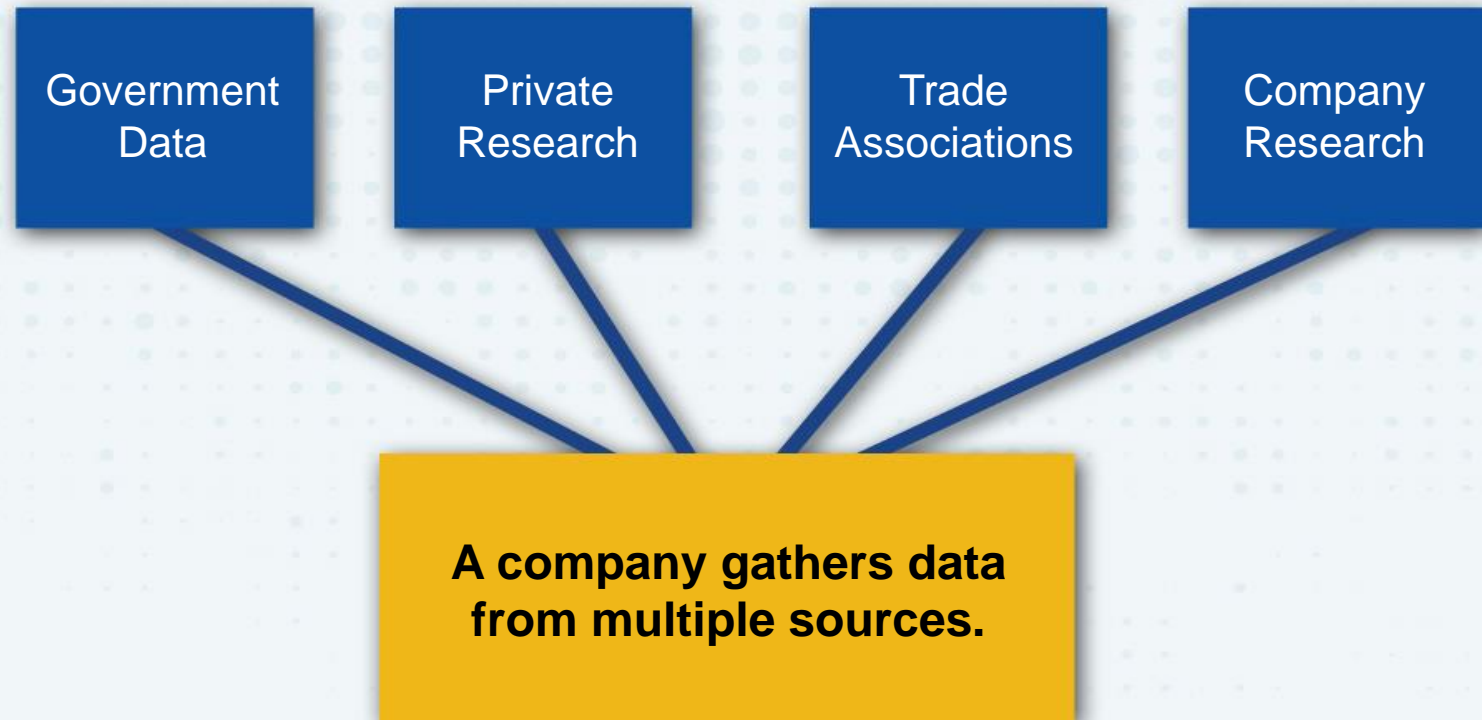 Government
Data
Private
Research
Trade
Associations
Company
Research
A company gathers data
from multiple sources.